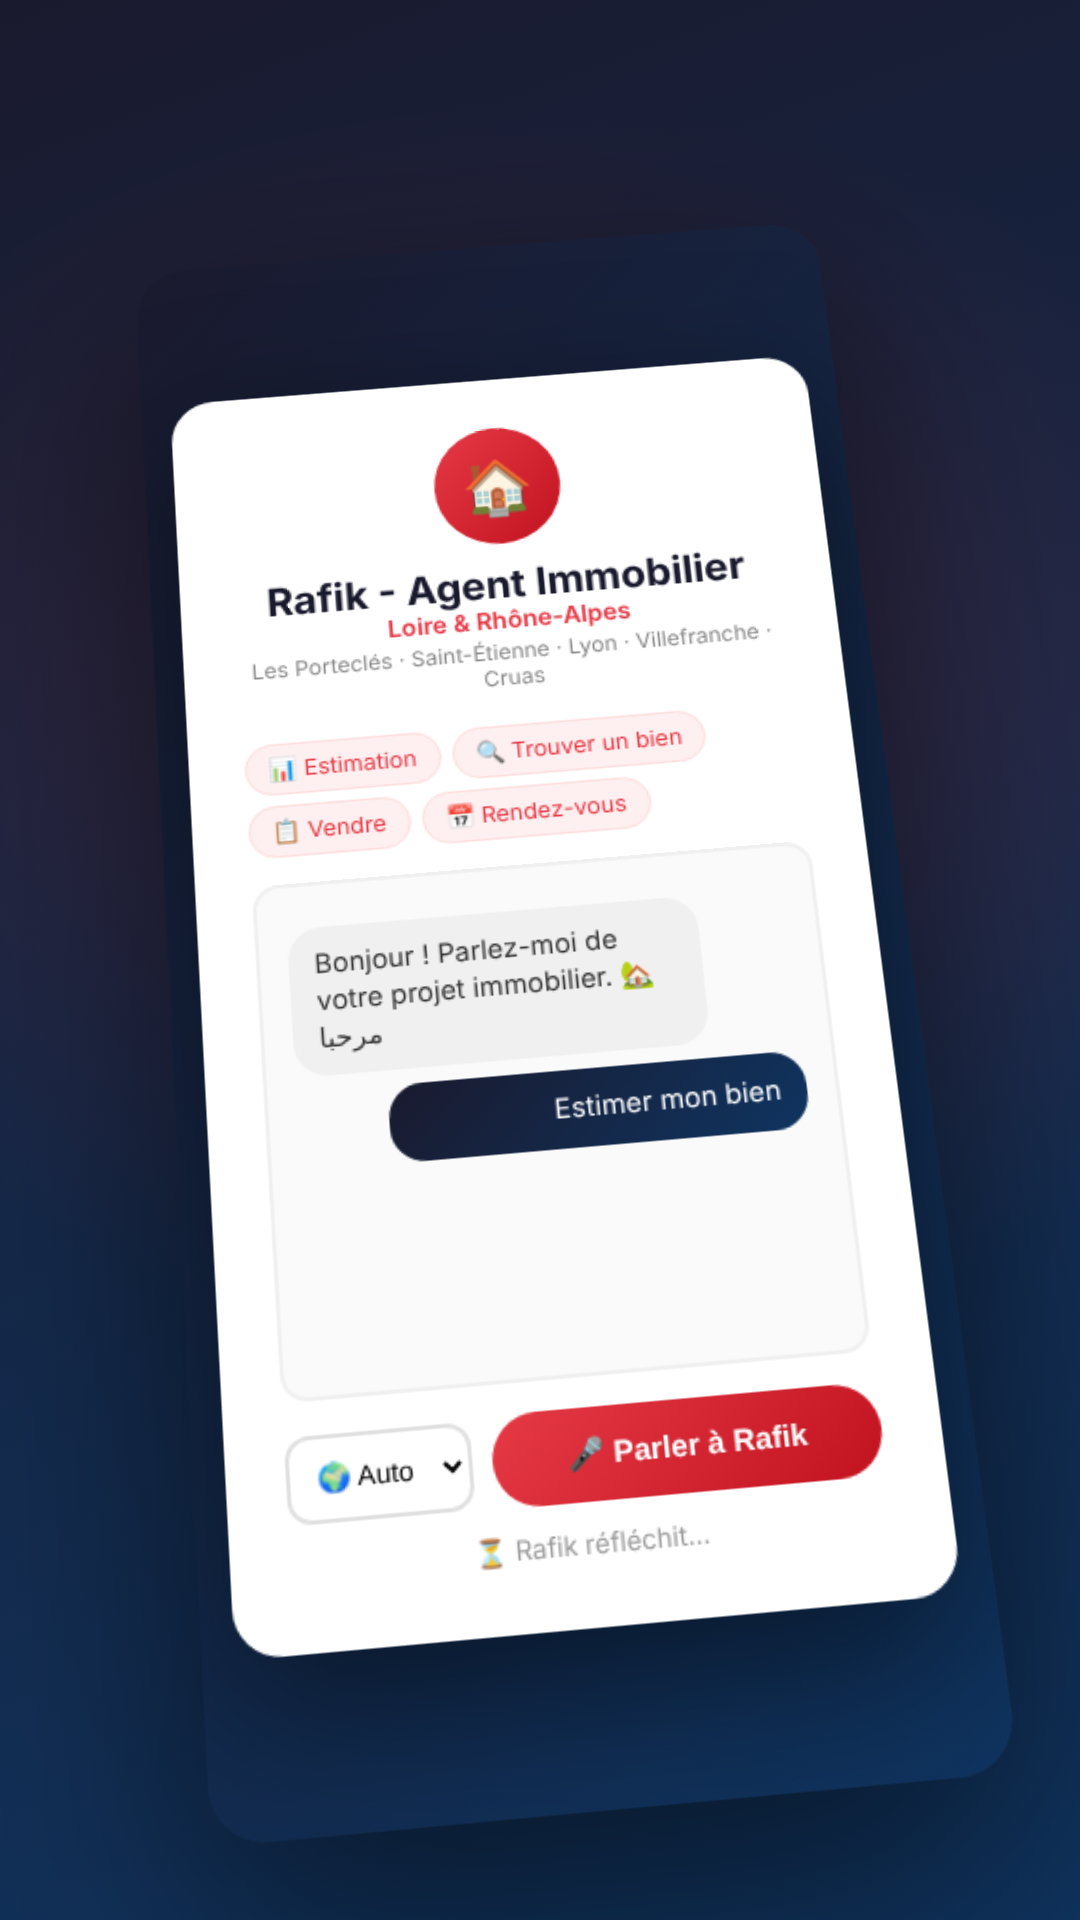 Rafik - Agent Immobilier
Loire & Rhône-Alpes
Les Porteclés · Saint-Étienne · Lyon · Villefranche ·
Cruas
📊 Estimation
🔍 Trouver un bien
📋 Vendre
📅 Rendez-vous
Bonjour ! Parlez-moi de
votre projet immobilier. 🏡
مرحبا
Estimer mon bien
🌍 Auto
🎤 Parler à Rafik
⏳ Rafik réfléchit...